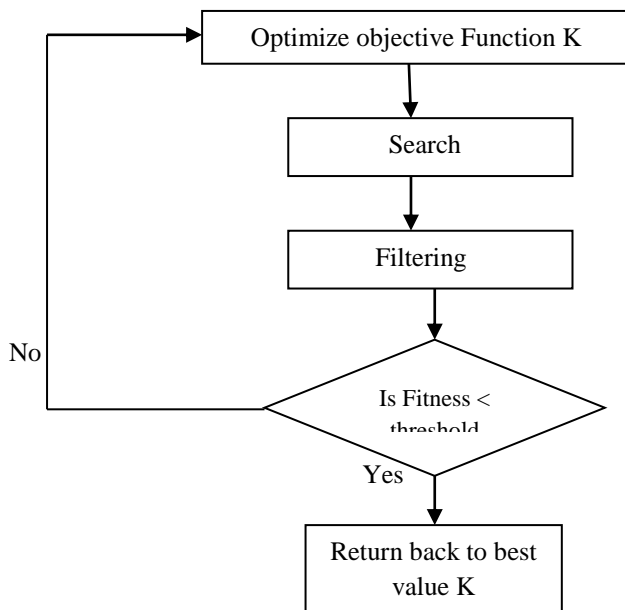 Optimize objective Function K
Search
Filtering
No
Is Fitness <
threshold
Yes
Return back to best
value K